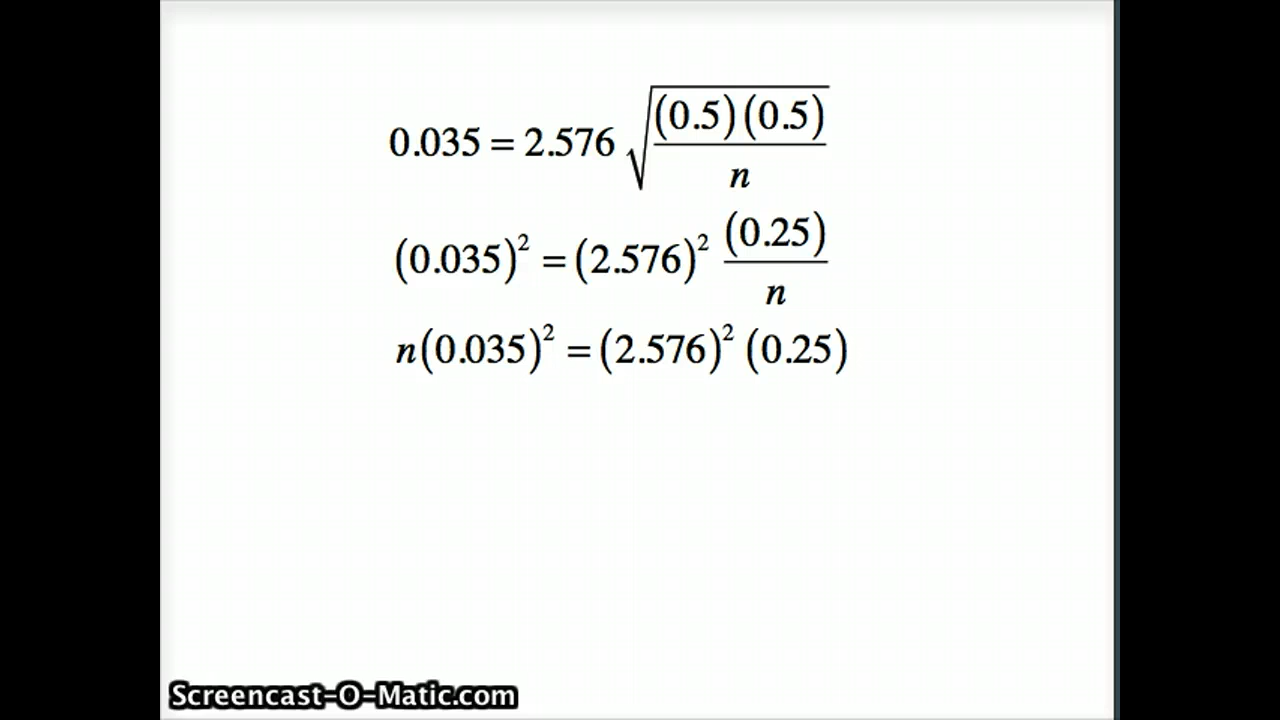 0.035 = 2.576 √((0.5)(0.5)/n)
(0.035)² = (2.576)² (0.25)/n
n(0.035)² = (2.576)² (0.25)
Screencast-O-Matic.com